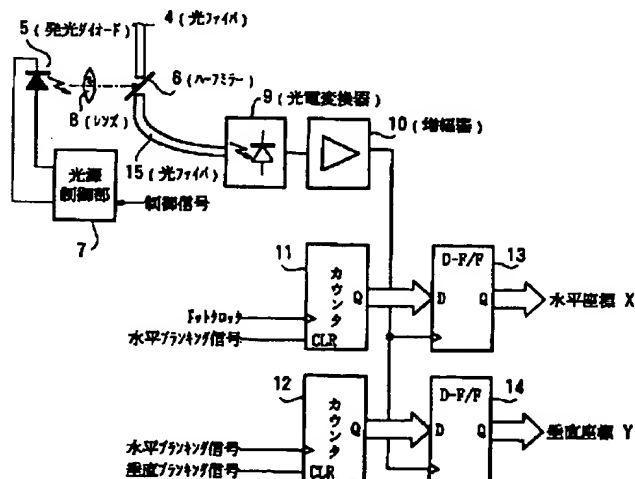 4 (光ファイバ)
5 (発光ダイオード)
6 (ハーフミラー)
8 (レンズ)
9 (光電変換器)
10 (増幅器)
15 (光ファイバ)
光源
制御部
制御信号
7
11
カウンタ
Q
ドットクロック
水平ブランキング信号
CLR
D-F/F
13
D
Q
水平座標 X
12
カウンタ
Q
水平ブランキング信号
垂直ブランキング信号
CLR
D-F/F
14
D
Q
垂直座標 Y